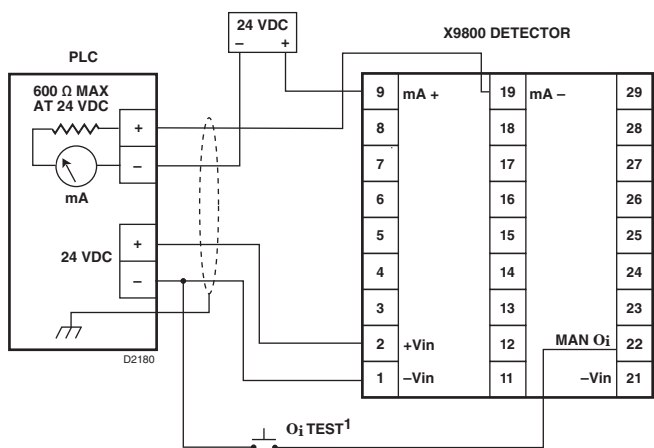 24 VDC
– +
PLC
X9800 DETECTOR
600 Ω MAX
AT 24 VDC
+
–
mA
24 VDC
+
–
D2180
9 mA + 19 mA – 29
8 18 28
7 17 27
6 16 26
5 15 25
4 14 24
3 13 23
2 +Vin 12 MAN Oi 22
1 –Vin 11 –Vin 21
Oi TEST1